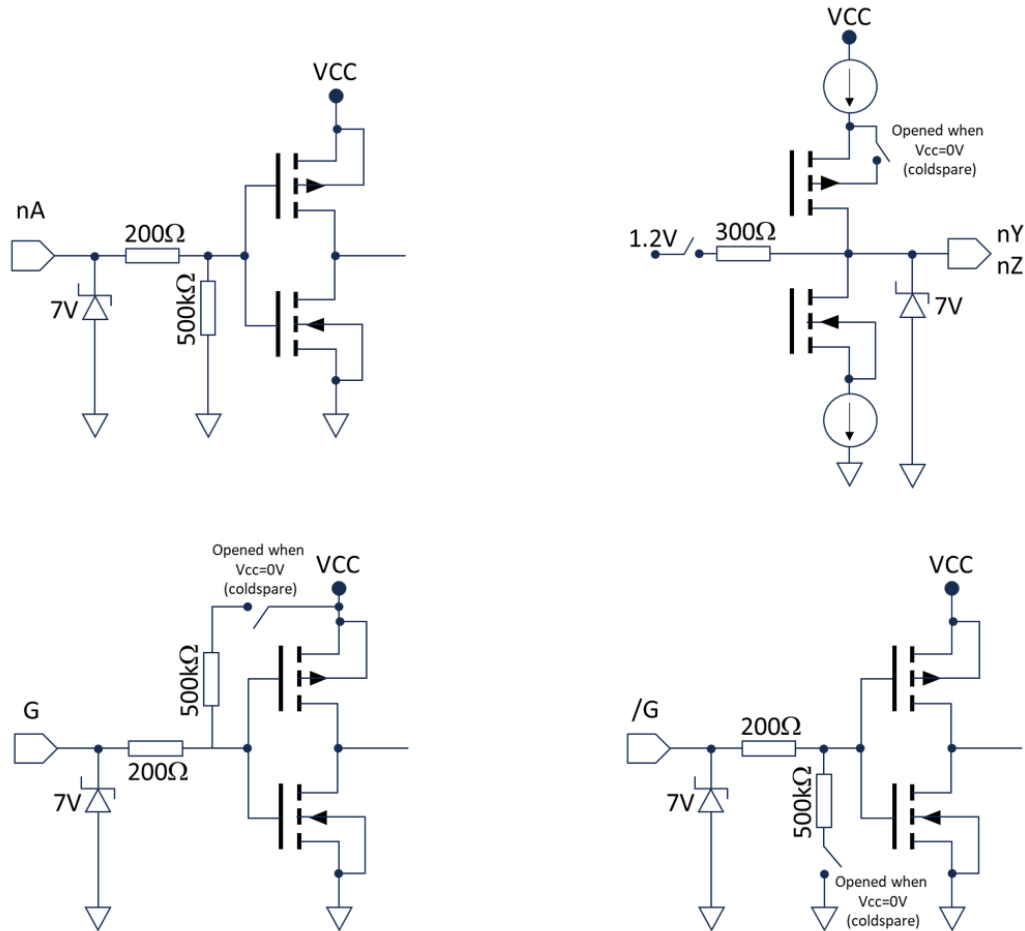 VCC
nA
200Ω
500kΩ
7V
VCC
Opened when
Vcc=0V
(coldspare)
1.2V
300Ω
nY
nZ
7V
Opened when
Vcc=0V
(coldspare)
VCC
500kΩ
G
200Ω
7V
VCC
/G
200Ω
500kΩ
7V
Opened when
Vcc=0V
(coldspare)